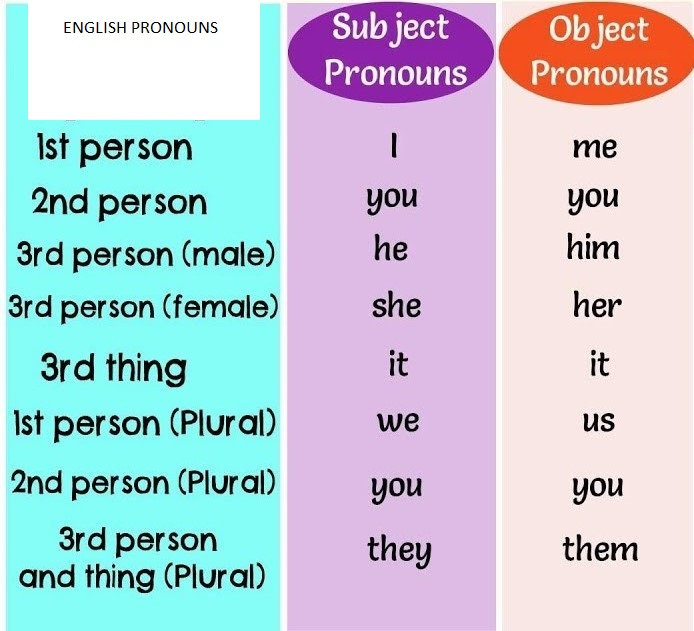 ENGLISH PRONOUNS
Subject Pronouns
Object Pronouns
1st person I me
2nd person you you
3rd person (male) he him
3rd person (female) she her
3rd thing it it
1st person (Plural) we us
2nd person (Plural) you you
3rd person
and thing (Plural) they them